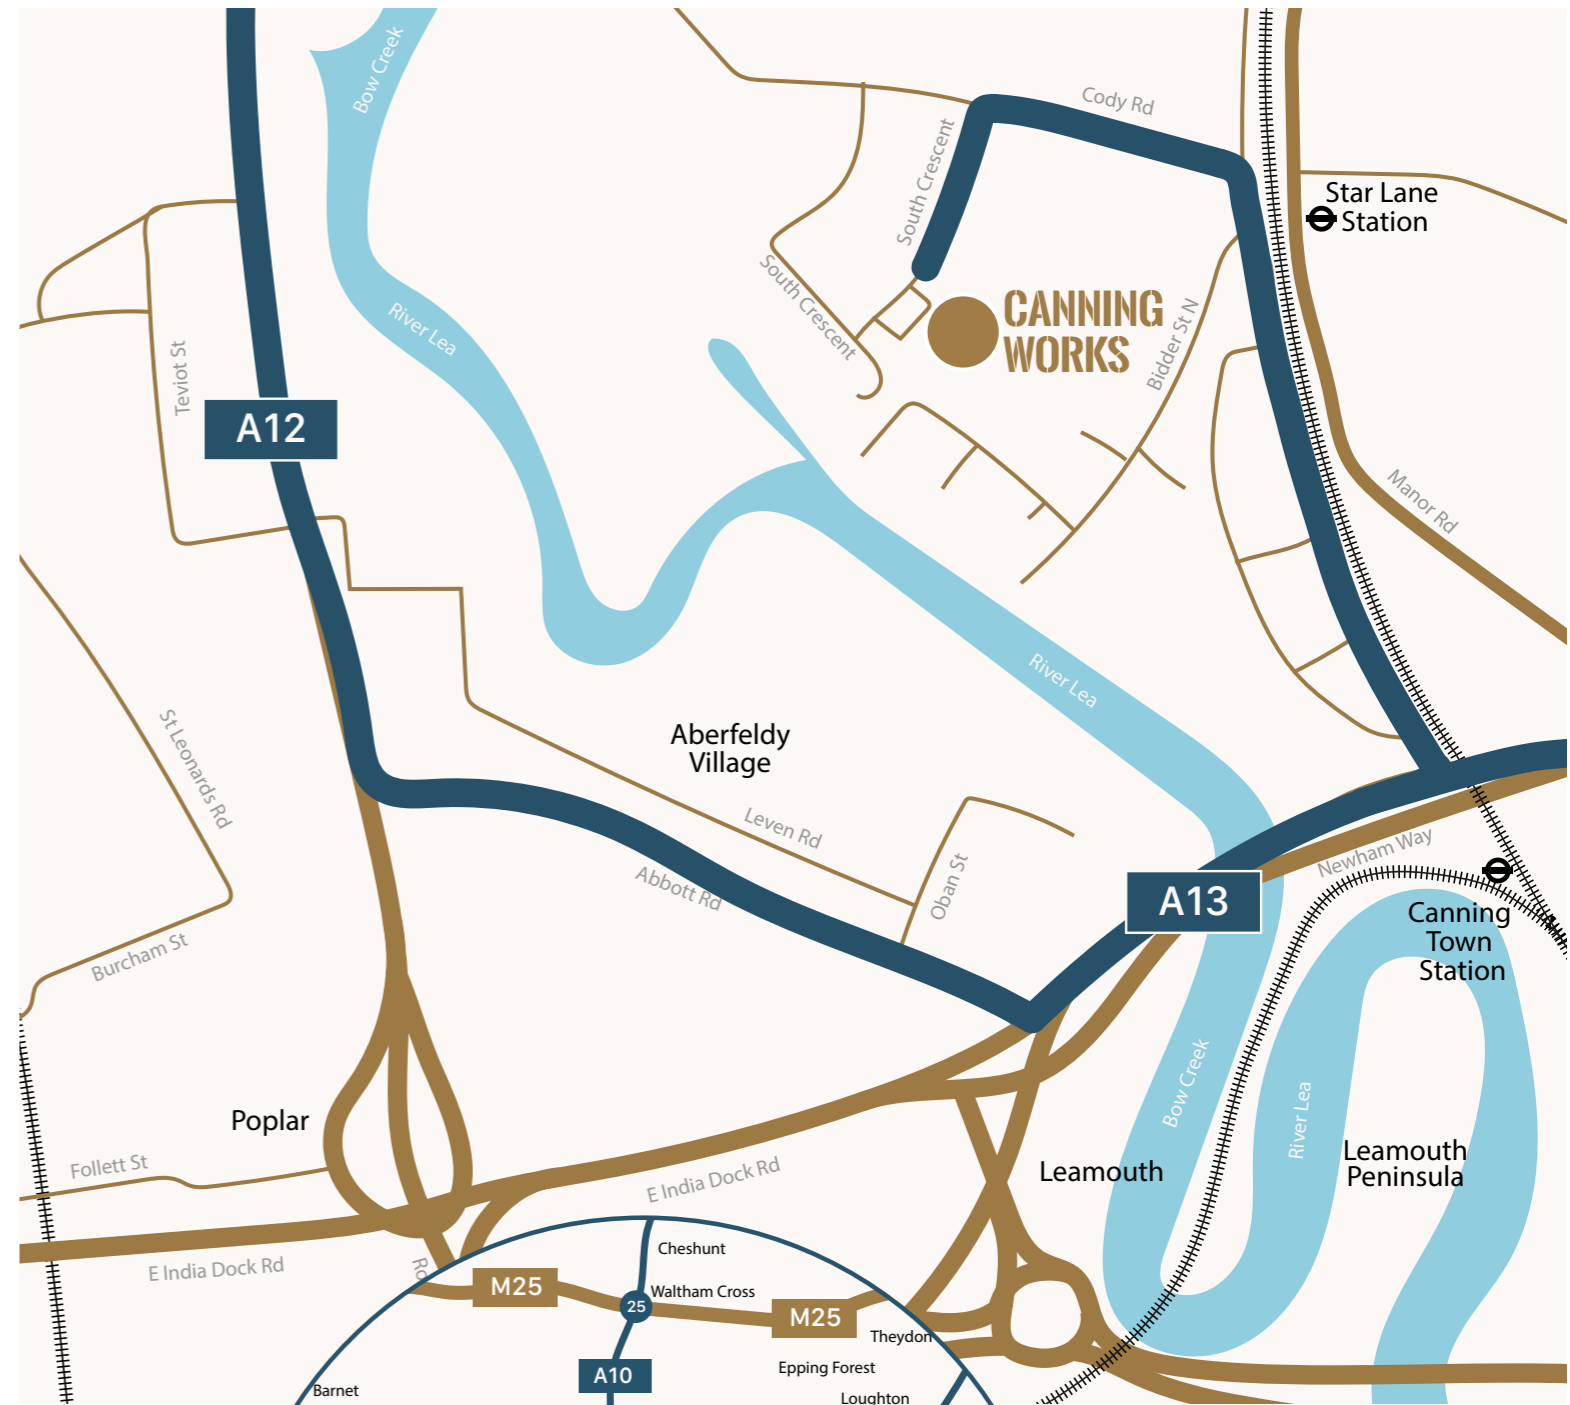 Bow Creek
Cody Rd
South Crescent
Star Lane
Station
South Crescent
CANNING
WORKS
River Lea
Bidder St N
Teviot St
A12
Manor Rd
River Lea
St Leonards Rd
Aberfeldy
Village
Leven Rd
Newham Way
Abbott Rd
Oban St
A13
Canning
Town
Station
Burcham St
Bow Creek
River Lea
Poplar
Leamouth
Peninsula
Follett St
E India Dock Rd
Leamouth
E India Dock Rd
Cheshunt
M25
Waltham Cross
25
M25
Theydon
A10
Epping Forest
Barnet
Loughton